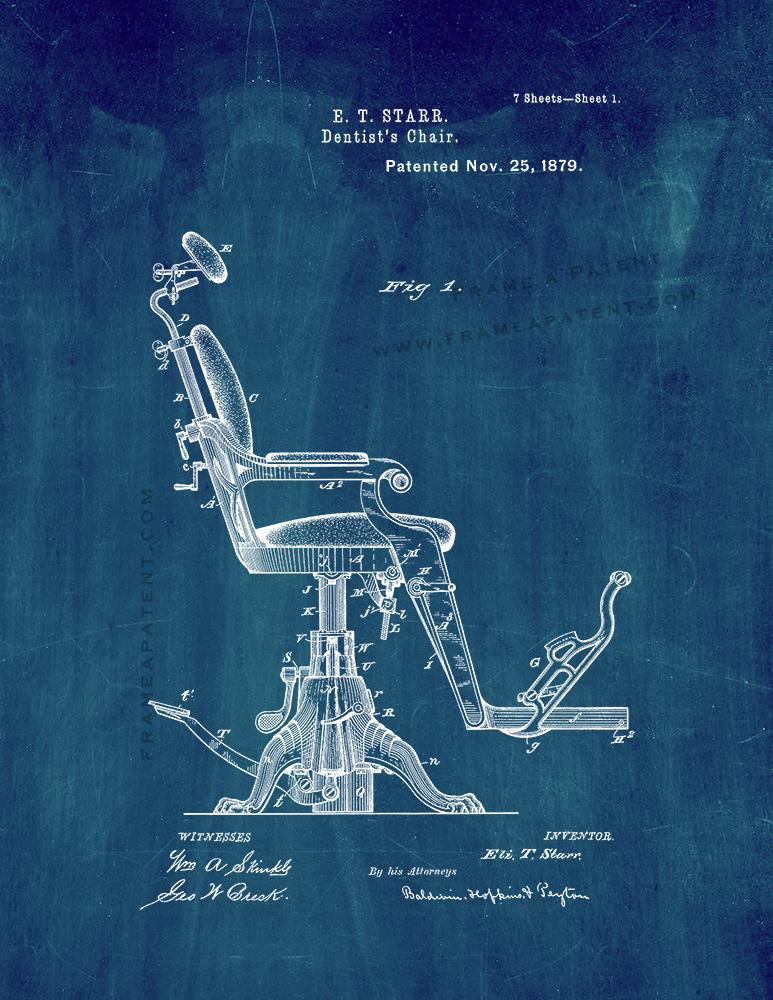 7 Sheets—Sheet 1.
E. T. STARR.
Dentist's Chair.
Patented Nov. 25, 1879.
E
Fig 1.
FRAME A PATENT
WWW.FRAMEAPATENT.COM
D
d
B
C
b
c
A'
A²
A
M'
H
J
M
j
l
K
L
A³
V
W
I
S
U
G
t'
r
R
f
T
g
H²
n
t
Q
FRAMEAPATENT.COM
WITNESSES
Wm A Skinkle
Geo W Breck.
INVENTOR.
Eli. T. Starr.
By his Attorneys
Baldwin, Hopkins, & Peyton